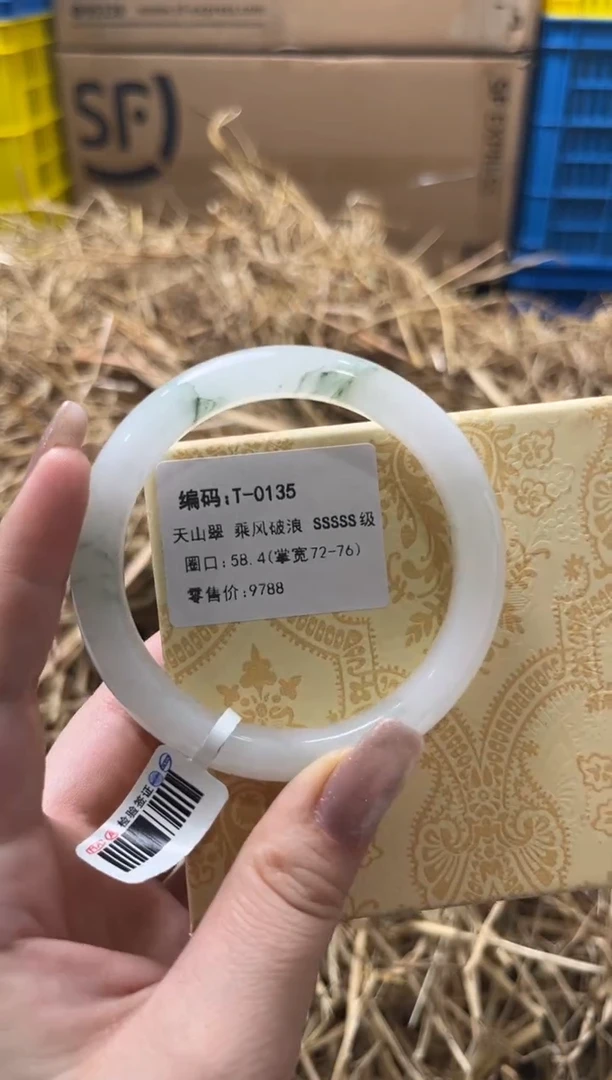 SF
编码:T-0135
天山翠 乘风破浪 SSSSS级
圈口:58.4(掌宽72-76)
零售价:9788
检验签证